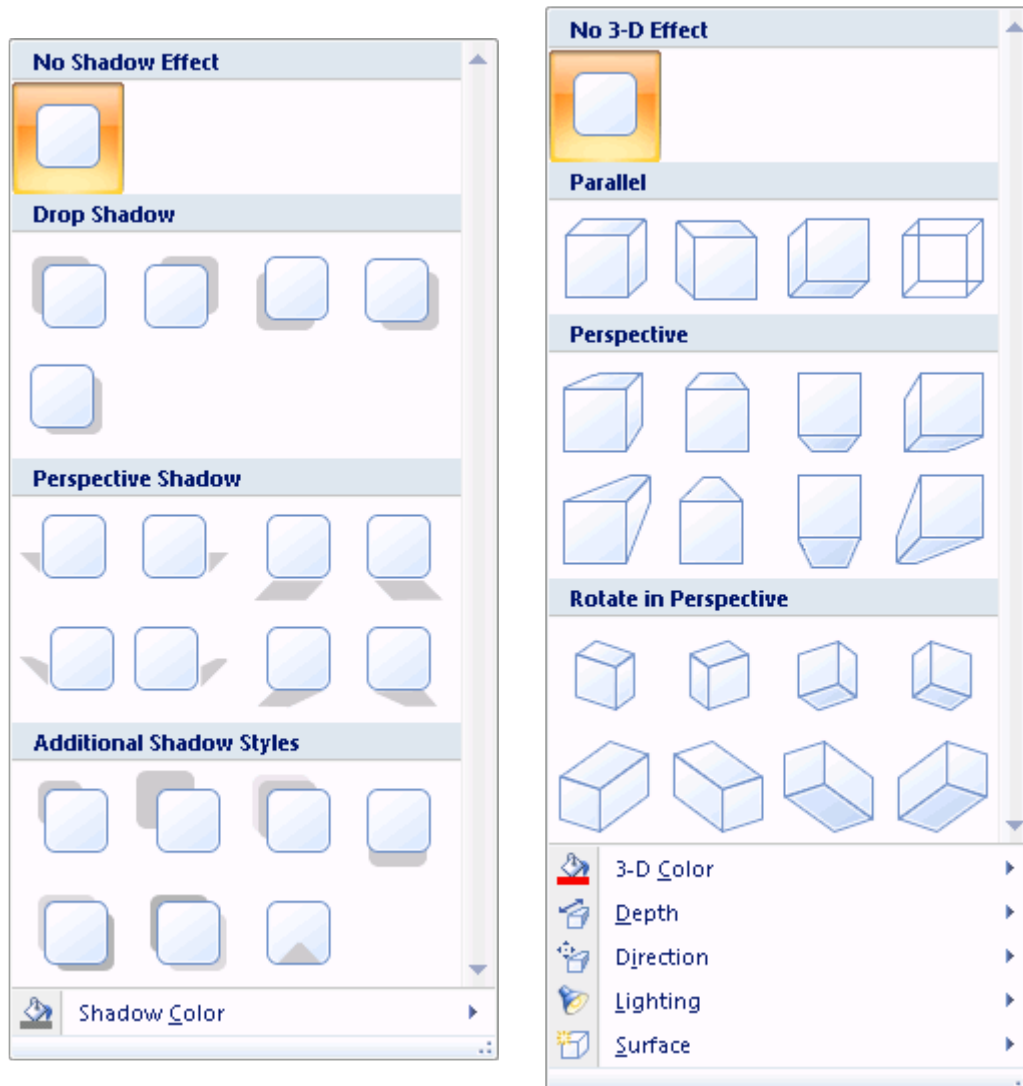 No Shadow Effect
Drop Shadow
Perspective Shadow
Additional Shadow Styles
Shadow Color
No 3-D Effect
Parallel
Perspective
Rotate in Perspective
3-D Color
Depth
Direction
Lighting
Surface